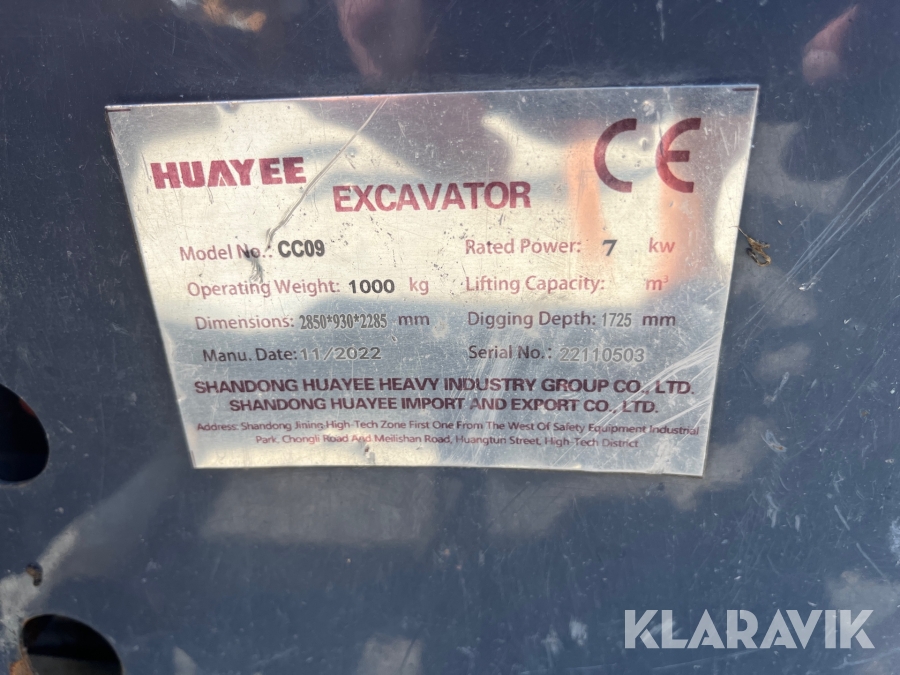 HUAYEE
CE
EXCAVATOR
Model No.: CC09
Rated Power: 7 kw
Operating Weight: 1000 kg
Lifting Capacity: m³
Dimensions: 2850*930*2285 mm
Digging Depth: 1725 mm
Manu. Date: 11/2022
Serial No.: 22110503
SHANDONG HUAYEE HEAVY INDUSTRY GROUP CO., LTD.
SHANDONG HUAYEE IMPORT AND EXPORT CO., LTD.
Address: Shandong Jining High-Tech Zone First One From The West Of Safety Equipment Industrial
Park, Chongli Road And Meilishan Road, Huangtun Street, High-Tech District
KLARAVIK